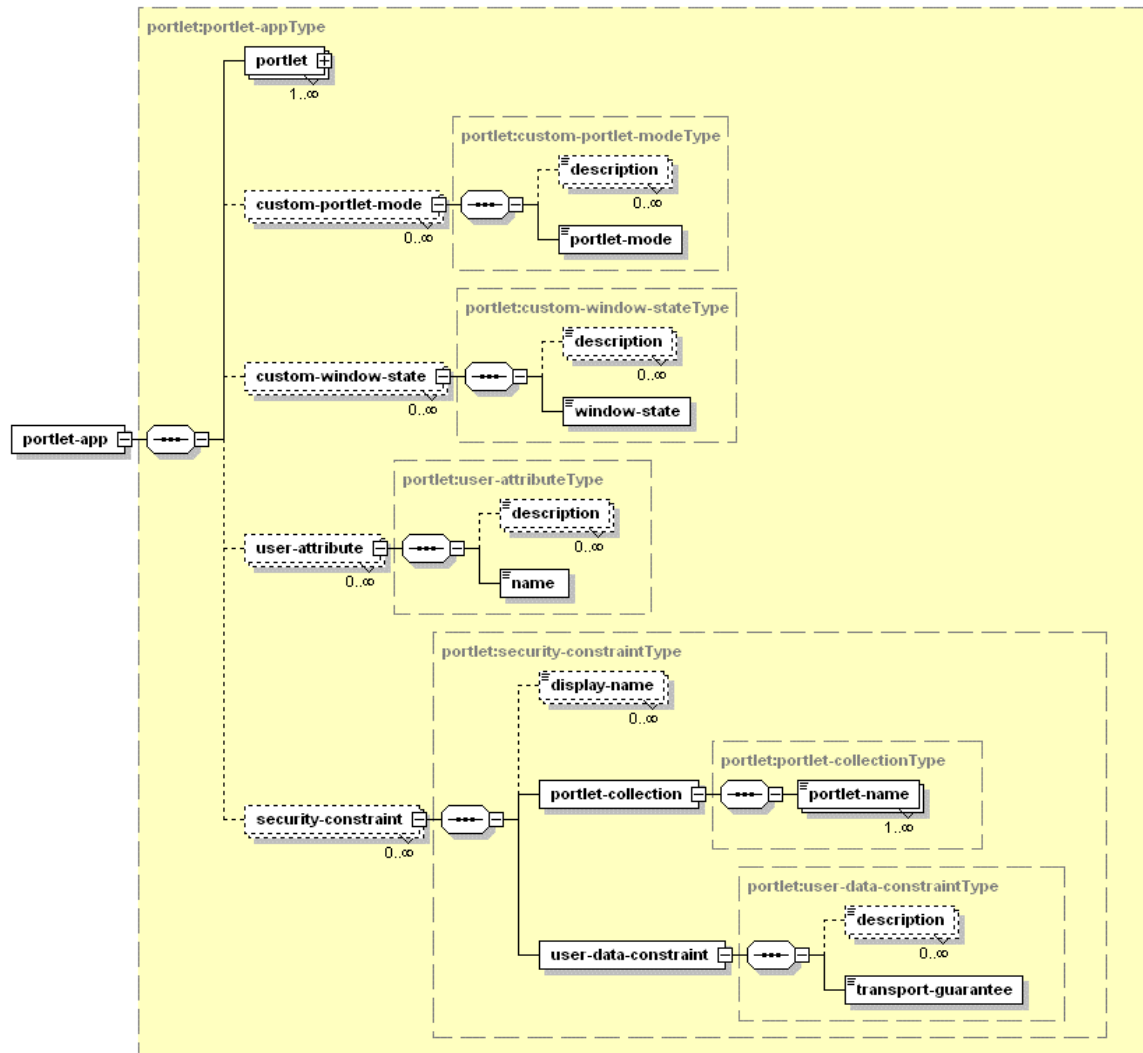 portlet:portlet-appType
portlet
1..∞
portlet:custom-portlet-modeType
description
0..∞
custom-portlet-mode
0..∞
portlet-mode
portlet:custom-window-stateType
description
0..∞
custom-window-state
0..∞
window-state
portlet-app
portlet:user-attributeType
description
0..∞
user-attribute
0..∞
name
portlet:security-constraintType
display-name
0..∞
portlet:portlet-collectionType
portlet-collection
portlet-name
1..∞
security-constraint
0..∞
portlet:user-data-constraintType
description
0..∞
user-data-constraint
transport-guarantee